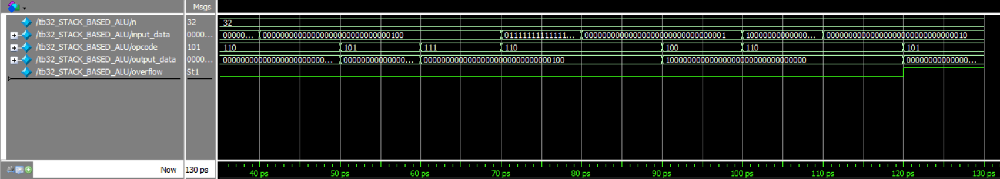 Msgs
/tb32_STACK_BASED_ALU/n 32 32
/tb32_STACK_BASED_ALU/input_data 0000... 00000... 00000000000000000000000000000100 01111111111111... 00000000000000000000000000000001 10000000000000... 00000000000000000000000000000010
/tb32_STACK_BASED_ALU/opcode 101 110 101 111 110 100 110 101
/tb32_STACK_BASED_ALU/output_data 0000... 00000000000000000000000... 00000000000000... 00000000000000000000000000000100 10000000000000000000000000000000 00000000000000...
/tb32_STACK_BASED_ALU/overflow St1
Now 130 ps 40 ps 50 ps 60 ps 70 ps 80 ps 90 ps 100 ps 110 ps 120 ps 130 ps